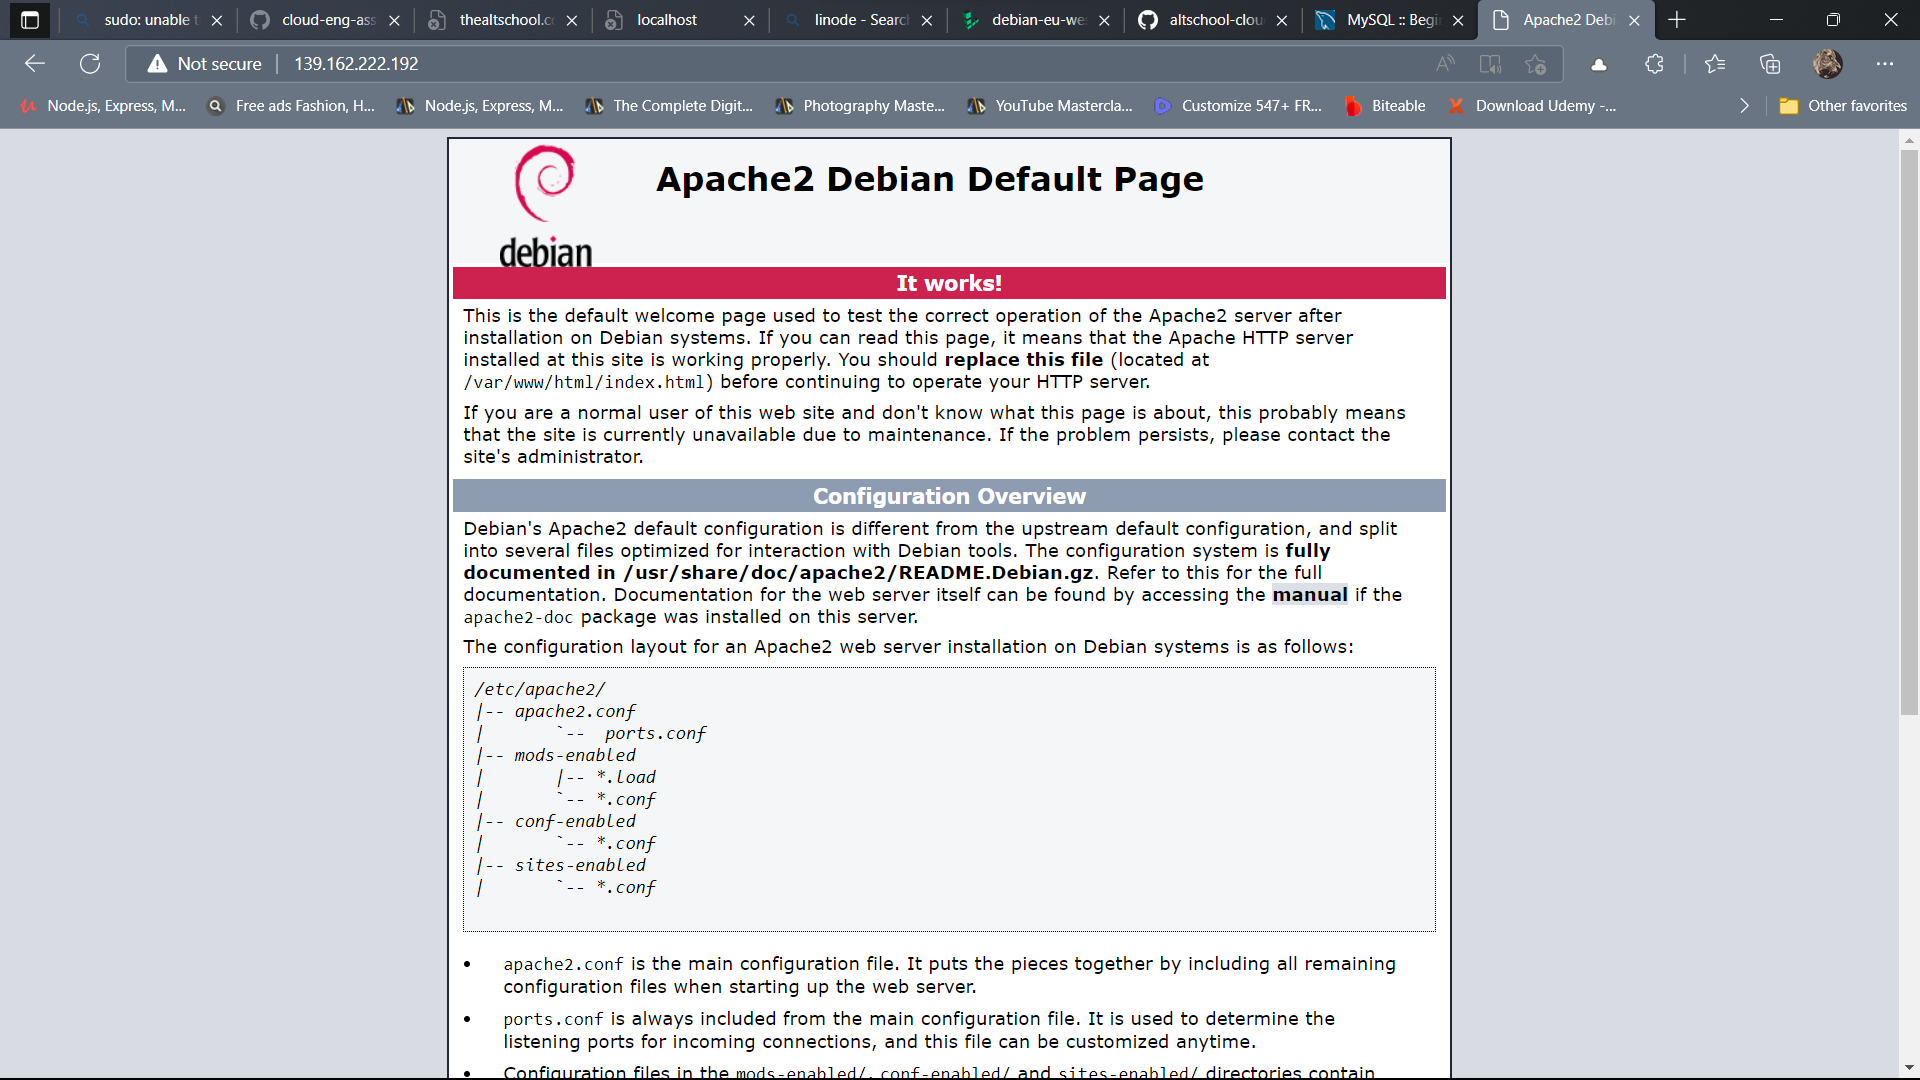 sudo: unable t
cloud-eng-ass
thealtschool.c
localhost
linode - Search
debian-eu-wes
altschool-clou
MySQL :: Begi
Apache2 Debi
Not secure
139.162.222.192
Node.js, Express, M...
Free ads Fashion, H...
Node.js, Express, M...
The Complete Digit...
Photography Maste...
YouTube Mastercla...
Customize 547+ FR...
Biteable
Download Udemy -...
Other favorites
debian
Apache2 Debian Default Page
It works!
This is the default welcome page used to test the correct operation of the Apache2 server after
installation on Debian systems. If you can read this page, it means that the Apache HTTP server
installed at this site is working properly. You should replace this file (located at
/var/www/html/index.html) before continuing to operate your HTTP server.
If you are a normal user of this web site and don't know what this page is about, this probably means
that the site is currently unavailable due to maintenance. If the problem persists, please contact the
site's administrator.
Configuration Overview
Debian's Apache2 default configuration is different from the upstream default configuration, and split
into several files optimized for interaction with Debian tools. The configuration system is fully
documented in /usr/share/doc/apache2/README.Debian.gz. Refer to this for the full
documentation. Documentation for the web server itself can be found by accessing the manual if the
apache2-doc package was installed on this server.
The configuration layout for an Apache2 web server installation on Debian systems is as follows:
/etc/apache2/
|-- apache2.conf
|       `--  ports.conf
|-- mods-enabled
|       |-- *.load
|       `-- *.conf
|-- conf-enabled
|       `-- *.conf
|-- sites-enabled
|       `-- *.conf
• apache2.conf is the main configuration file. It puts the pieces together by including all remaining
configuration files when starting up the web server.
• ports.conf is always included from the main configuration file. It is used to determine the
listening ports for incoming connections, and this file can be customized anytime.
• Configuration files in the mods-enabled/, conf-enabled/ and sites-enabled/ directories contain